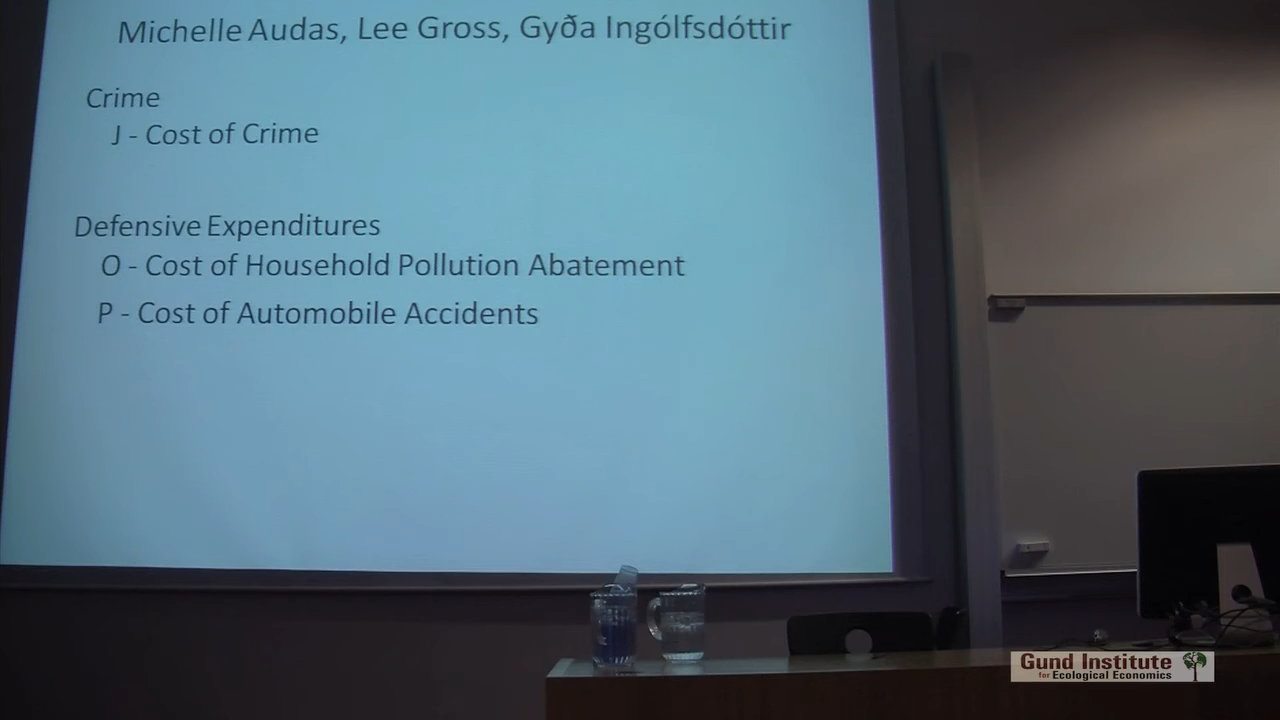 Michelle Audas, Lee Gross, Gyða Ingólfsdóttir
Crime
J - Cost of Crime
Defensive Expenditures
O - Cost of Household Pollution Abatement
P - Cost of Automobile Accidents
Gund Institute
for Ecological Economics